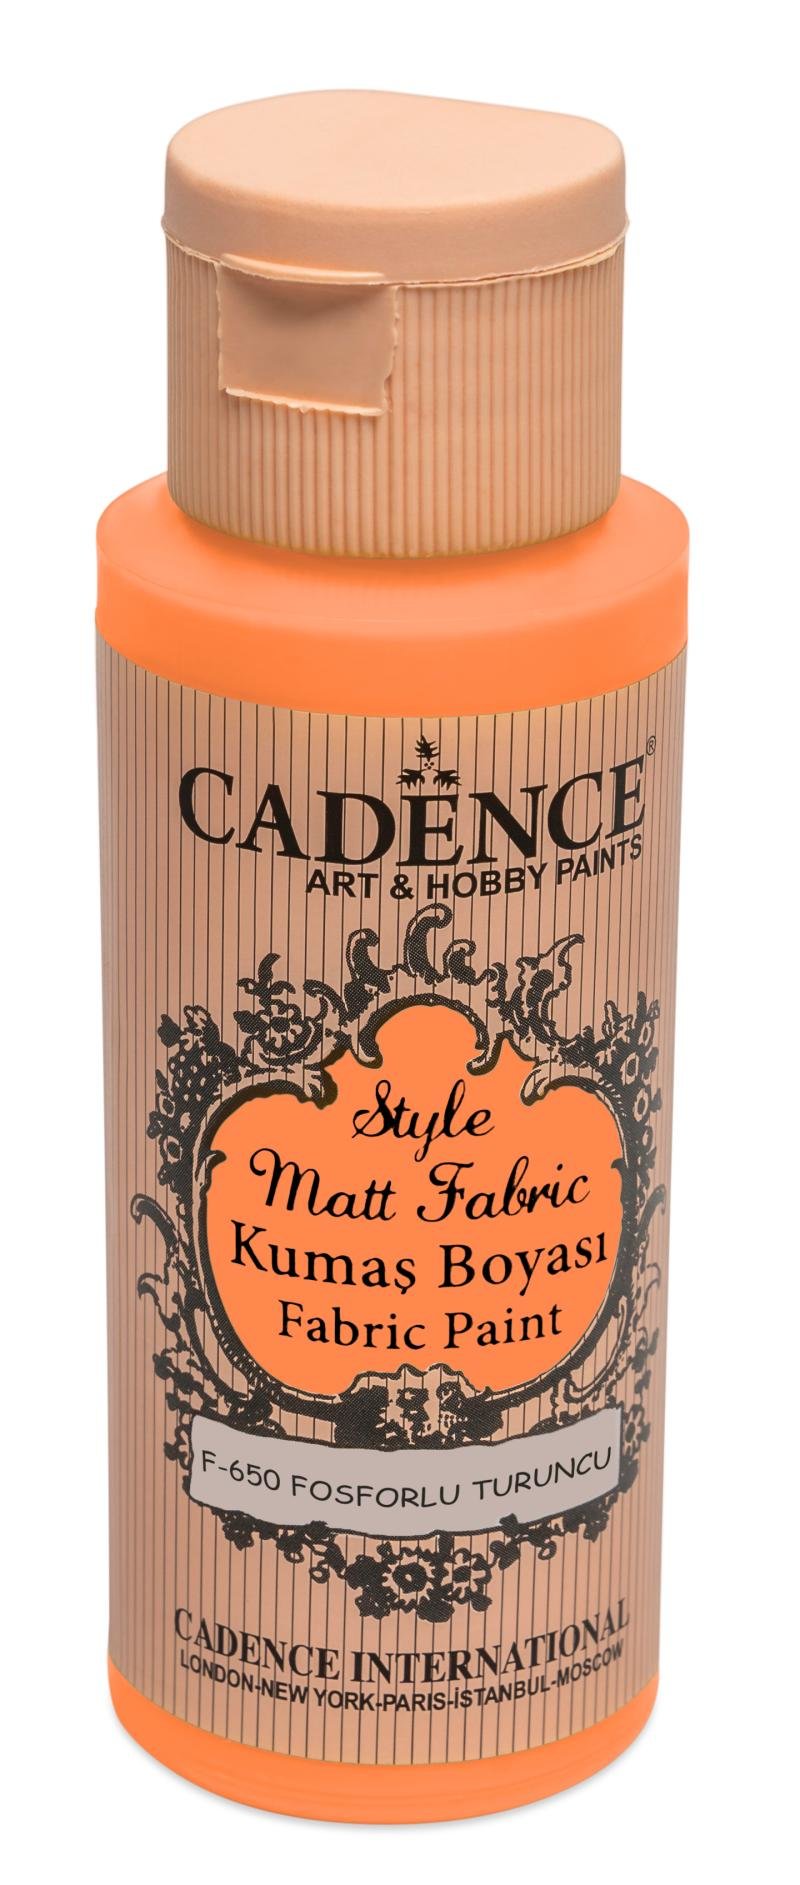 CADENCE®
ART & HOBBY PAINTS
Style
Matt Fabric
Kumaş Boyası
Fabric Paint
F-650 FOSFORLU TURUNCU
CADENCE INTERNATIONAL
LONDON-NEW YORK-PARIS-İSTANBUL-MOSCOW